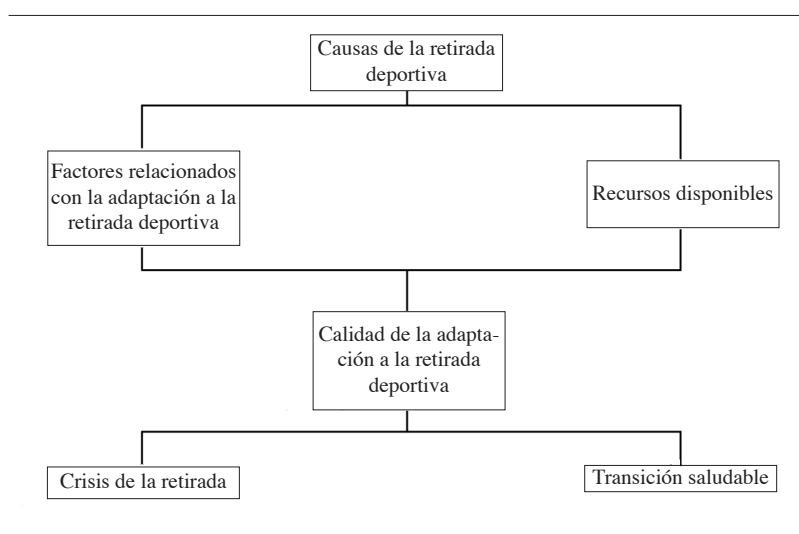 Causas de la retirada
deportiva
Factores relacionados
con la adaptación a la
retirada deportiva
Recursos disponibles
Calidad de la adapta-
ción a la retirada
deportiva
Crisis de la retirada
Transición saludable